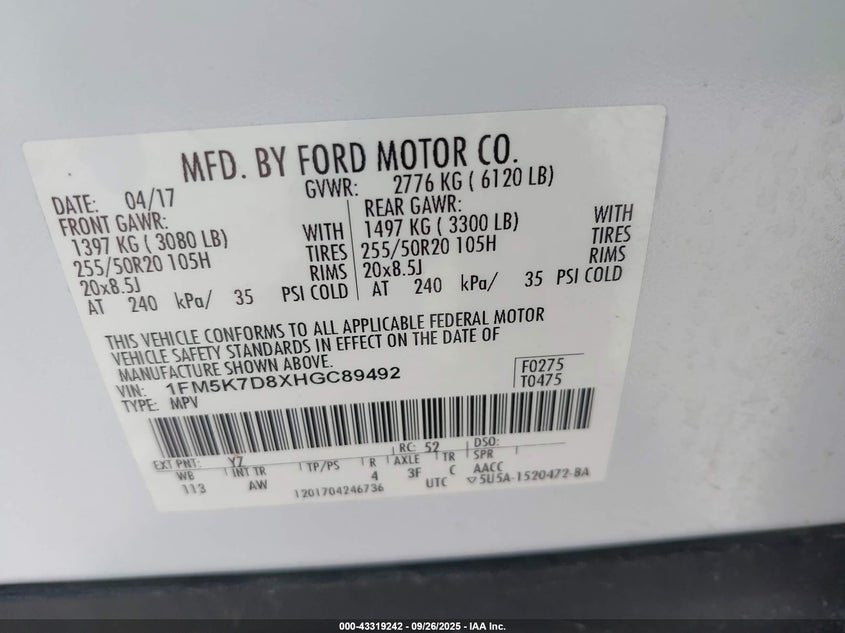 MFD. BY FORD MOTOR CO.
DATE: 04/17 GVWR: 2776 KG ( 6120 LB)
FRONT GAWR: REAR GAWR:
1397 KG ( 3080 LB) WITH 1497 KG ( 3300 LB) WITH
255/50R20 105H TIRES 255/50R20 105H TIRES
20x8.5J RIMS 20x8.5J RIMS
AT 240 kPa/ 35 PSI COLD AT 240 kPa/ 35 PSI COLD
THIS VEHICLE CONFORMS TO ALL APPLICABLE FEDERAL MOTOR
VEHICLE SAFETY STANDARDS IN EFFECT ON THE DATE OF
MANUFACTURE SHOWN ABOVE.
VIN: 1FM5K7D8XHGC89492 F0275
TYPE: MPV T0475
EXT PNT: YZ RC: 52 DSO:
WB INT TR TP/PS R AXLE TR SPR
113 AW 4 3F C AACC
1201704246736 UTC ▽5U5A-1520472-BA
000-43319242 - 09/26/2025 - IAA Inc.